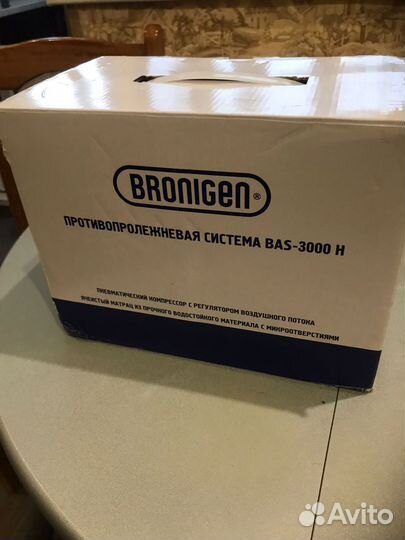 BRONIGEN®
ПРОТИВОПРОЛЕЖНЕВАЯ СИСТЕМА BAS-3000 H
ПНЕВМАТИЧЕСКИЙ КОМПРЕССОР С РЕГУЛЯТОРОМ ВОЗДУШНОГО ПОТОКА
ЯЧЕИСТЫЙ МАТРАЦ ИЗ ПРОЧНОГО ВОДОСТОЙКОГО МАТЕРИАЛА С МИКРООТВЕРСТИЯМИ
Avito